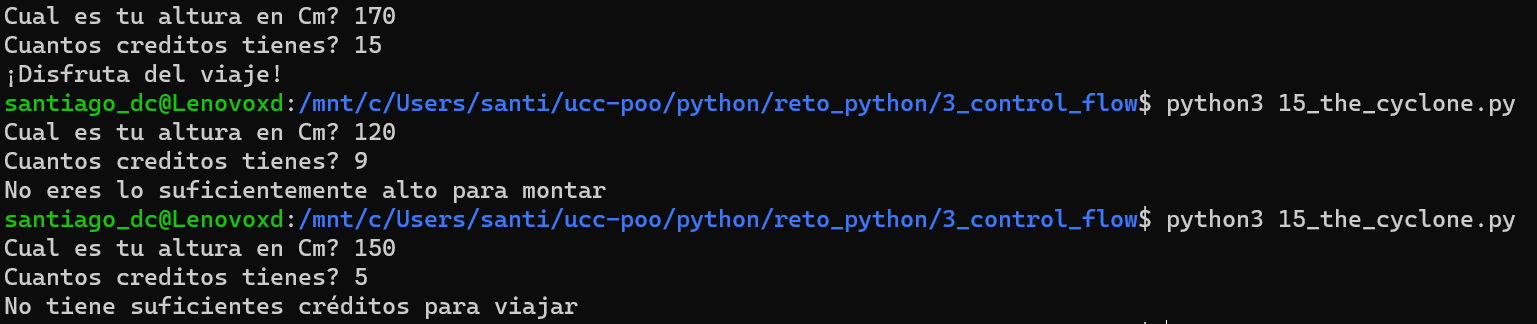 Cual es tu altura en Cm? 170
Cuantos creditos tienes? 15
¡Disfruta del viaje!
santiago_dc@Lenovoxd:/mnt/c/Users/santi/ucc-poo/python/reto_python/3_control_flow$ python3 15_the_cyclone.py
Cual es tu altura en Cm? 120
Cuantos creditos tienes? 9
No eres lo suficientemente alto para montar
santiago_dc@Lenovoxd:/mnt/c/Users/santi/ucc-poo/python/reto_python/3_control_flow$ python3 15_the_cyclone.py
Cual es tu altura en Cm? 150
Cuantos creditos tienes? 5
No tiene suficientes créditos para viajar